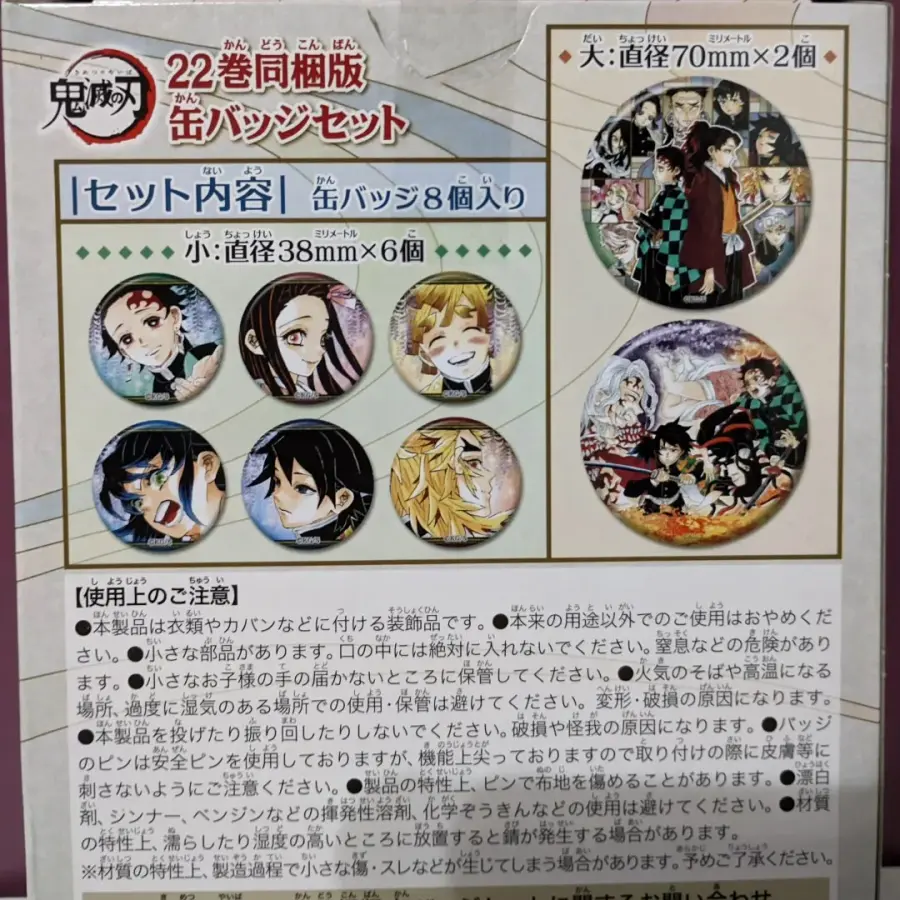 鬼滅の刃
22巻同梱版
缶バッジセット
セット内容 缶バッジ8個入り
小:直径38mm×6個
大:直径70mm×2個
【使用上のご注意】
●本製品は衣類やカバンなどに付ける装飾品です。●本来の用途以外でのご使用はおやめくだ
さい。●小さな部品があります。口の中には絶対に入れないでください。窒息などの危険があり
ます。●小さなお子様の手の届かないところに保管してください。●火気のそばや高温になる
場所、過度に湿気のある場所での使用・保管は避けてください。変形・破損の原因になります。
●本製品を投げたり振り回したりしないでください。破損や怪我の原因になります。●バッジ
のピンは安全ピンを使用しておりますが、機能上尖っておりますので取り付けの際に皮膚等に
刺さないようにご注意ください。●製品の特性上、ピンで布地を傷めることがあります。●漂白
剤、シンナー、ベンジンなどの揮発性溶剤、化学ぞうきんなどの使用は避けてください。●材質
の特性上、濡らしたり湿度の高いところに放置すると錆が発生する場合があります。
※材質の特性上、製造過程で小さな傷・スレなどが生じてしまう場合があります。予めご了承ください。